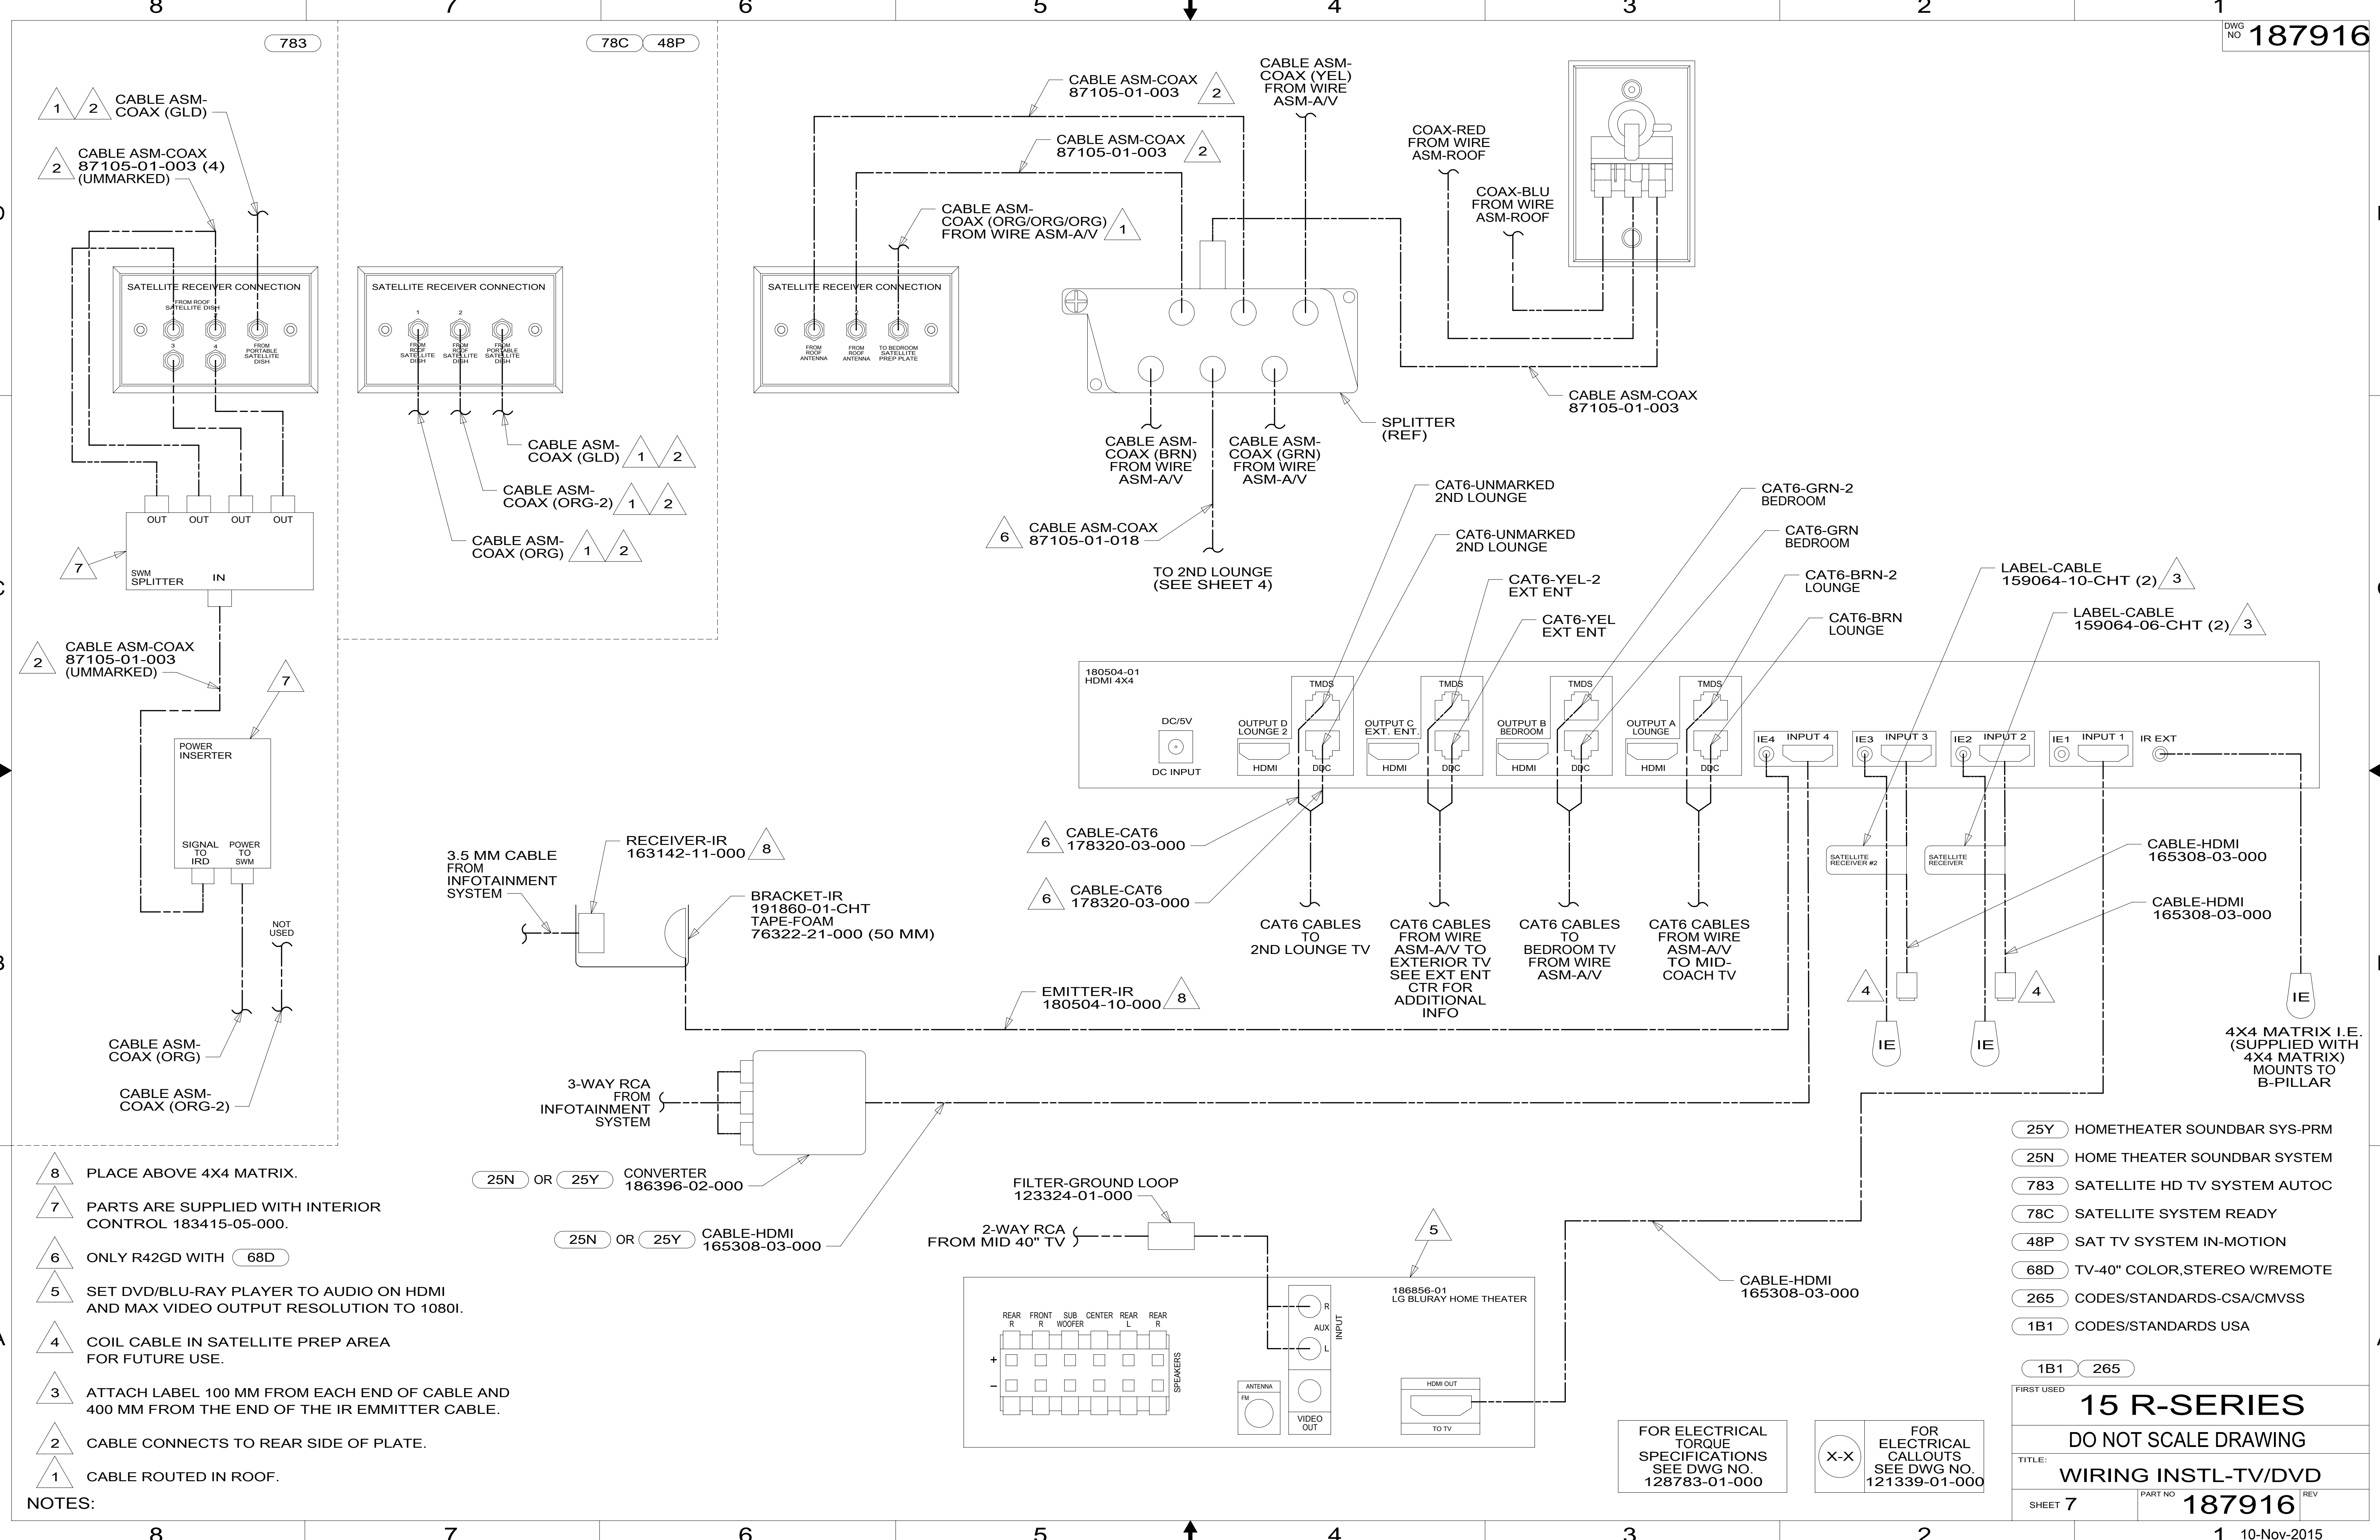 8
7
6
5
4
3
2
1
DWG
NO
187916
783
1
2
CABLE ASM-
COAX (GLD)
2
CABLE ASM-COAX
87105-01-003 (4)
(UMMARKED)
SATELLITE RECEIVER CONNECTION
FROM ROOF
SATELLITE DISH
1
2
3
4
FROM
PORTABLE
SATELLITE
DISH
OUT
OUT
OUT
OUT
SWM
SPLITTER
IN
7
2
CABLE ASM-COAX
87105-01-003
(UMMARKED)
7
POWER
INSERTER
SIGNAL
TO
IRD
POWER
TO
SWM
NOT
USED
CABLE ASM-
COAX (ORG)
CABLE ASM-
COAX (ORG-2)
78C
48P
SATELLITE RECEIVER CONNECTION
1
2
FROM
ROOF
SATELLITE
DISH
FROM
ROOF
SATELLITE
DISH
FROM
PORTABLE
SATELLITE
DISH
CABLE ASM-
COAX (GLD)
1
2
CABLE ASM-
COAX (ORG-2)
1
2
CABLE ASM-
COAX (ORG)
1
2
CABLE ASM-COAX
87105-01-003
2
CABLE ASM-COAX
87105-01-003
2
CABLE ASM-
COAX (ORG/ORG/ORG)
FROM WIRE ASM-A/V
1
SATELLITE RECEIVER CONNECTION
FROM
ROOF
ANTENNA
FROM
ROOF
ANTENNA
TO BEDROOM
SATELLITE
PREP PLATE
CABLE ASM-
COAX (YEL)
FROM WIRE
ASM-A/V
COAX-RED
FROM WIRE
ASM-ROOF
COAX-BLU
FROM WIRE
ASM-ROOF
CABLE ASM-COAX
87105-01-003
SPLITTER
(REF)
CABLE ASM-
COAX (BRN)
FROM WIRE
ASM-A/V
CABLE ASM-
COAX (GRN)
FROM WIRE
ASM-A/V
6
CABLE ASM-COAX
87105-01-018
TO 2ND LOUNGE
(SEE SHEET 4)
CAT6-UNMARKED
2ND LOUNGE
CAT6-UNMARKED
2ND LOUNGE
CAT6-YEL-2
EXT ENT
CAT6-YEL
EXT ENT
CAT6-GRN-2
BEDROOM
CAT6-GRN
BEDROOM
CAT6-BRN-2
LOUNGE
CAT6-BRN
LOUNGE
LABEL-CABLE
159064-10-CHT (2)
3
LABEL-CABLE
159064-06-CHT (2)
3
180504-01
HDMI 4X4
DC/5V
DC INPUT
OUTPUT D
LOUNGE 2
HDMI
TMDS
DDC
OUTPUT C
EXT. ENT.
HDMI
TMDS
DDC
OUTPUT B
BEDROOM
HDMI
TMDS
DDC
OUTPUT A
LOUNGE
HDMI
TMDS
DDC
IE4
INPUT 4
IE3
INPUT 3
IE2
INPUT 2
IE1
INPUT 1
IR EXT
6
CABLE-CAT6
178320-03-000
6
CABLE-CAT6
178320-03-000
CAT6 CABLES
TO
2ND LOUNGE TV
CAT6 CABLES
FROM WIRE
ASM-A/V TO
EXTERIOR TV
SEE EXT ENT
CTR FOR
ADDITIONAL
INFO
CAT6 CABLES
TO
BEDROOM TV
FROM WIRE
ASM-A/V
CAT6 CABLES
FROM WIRE
ASM-A/V
TO MID-
COACH TV
SATELLITE
RECEIVER #2
SATELLITE
RECEIVER
CABLE-HDMI
165308-03-000
CABLE-HDMI
165308-03-000
4
4
IE
IE
IE
4X4 MATRIX I.E.
(SUPPLIED WITH
4X4 MATRIX)
MOUNTS TO
B-PILLAR
3.5 MM CABLE
FROM
INFOTAINMENT
SYSTEM
RECEIVER-IR
163142-11-000
8
BRACKET-IR
191860-01-CHT
TAPE-FOAM
76322-21-000 (50 MM)
EMITTER-IR
180504-10-000
8
3-WAY RCA
FROM
INFOTAINMENT
SYSTEM
25N
OR
25Y
CONVERTER
186396-02-000
25N
OR
25Y
CABLE-HDMI
165308-03-000
FILTER-GROUND LOOP
123324-01-000
2-WAY RCA
FROM MID 40" TV
5
186856-01
LG BLURAY HOME THEATER
REAR
R
FRONT
R
SUB
WOOFER
CENTER
REAR
L
REAR
R
+
−
SPEAKERS
ANTENNA
FM
R
AUX
L
INPUT
VIDEO
OUT
HDMI OUT
TO TV
CABLE-HDMI
165308-03-000
8 PLACE ABOVE 4X4 MATRIX.
7 PARTS ARE SUPPLIED WITH INTERIOR
CONTROL 183415-05-000.
6 ONLY R42GD WITH 68D
5 SET DVD/BLU-RAY PLAYER TO AUDIO ON HDMI
AND MAX VIDEO OUTPUT RESOLUTION TO 1080I.
4 COIL CABLE IN SATELLITE PREP AREA
FOR FUTURE USE.
3 ATTACH LABEL 100 MM FROM EACH END OF CABLE AND
400 MM FROM THE END OF THE IR EMMITTER CABLE.
2 CABLE CONNECTS TO REAR SIDE OF PLATE.
1 CABLE ROUTED IN ROOF.
NOTES:
25Y HOMETHEATER SOUNDBAR SYS-PRM
25N HOME THEATER SOUNDBAR SYSTEM
783 SATELLITE HD TV SYSTEM AUTOC
78C SATELLITE SYSTEM READY
48P SAT TV SYSTEM IN-MOTION
68D TV-40" COLOR,STEREO W/REMOTE
265 CODES/STANDARDS-CSA/CMVSS
1B1 CODES/STANDARDS USA
1B1
265
FOR ELECTRICAL
TORQUE
SPECIFICATIONS
SEE DWG NO.
128783-01-000
X-X
FOR
ELECTRICAL
CALLOUTS
SEE DWG NO.
121339-01-000
FIRST USED
15 R-SERIES
DO NOT SCALE DRAWING
TITLE:
WIRING INSTL-TV/DVD
SHEET 7
PART NO
187916
REV
8
7
6
5
4
3
2
1
10-Nov-2015